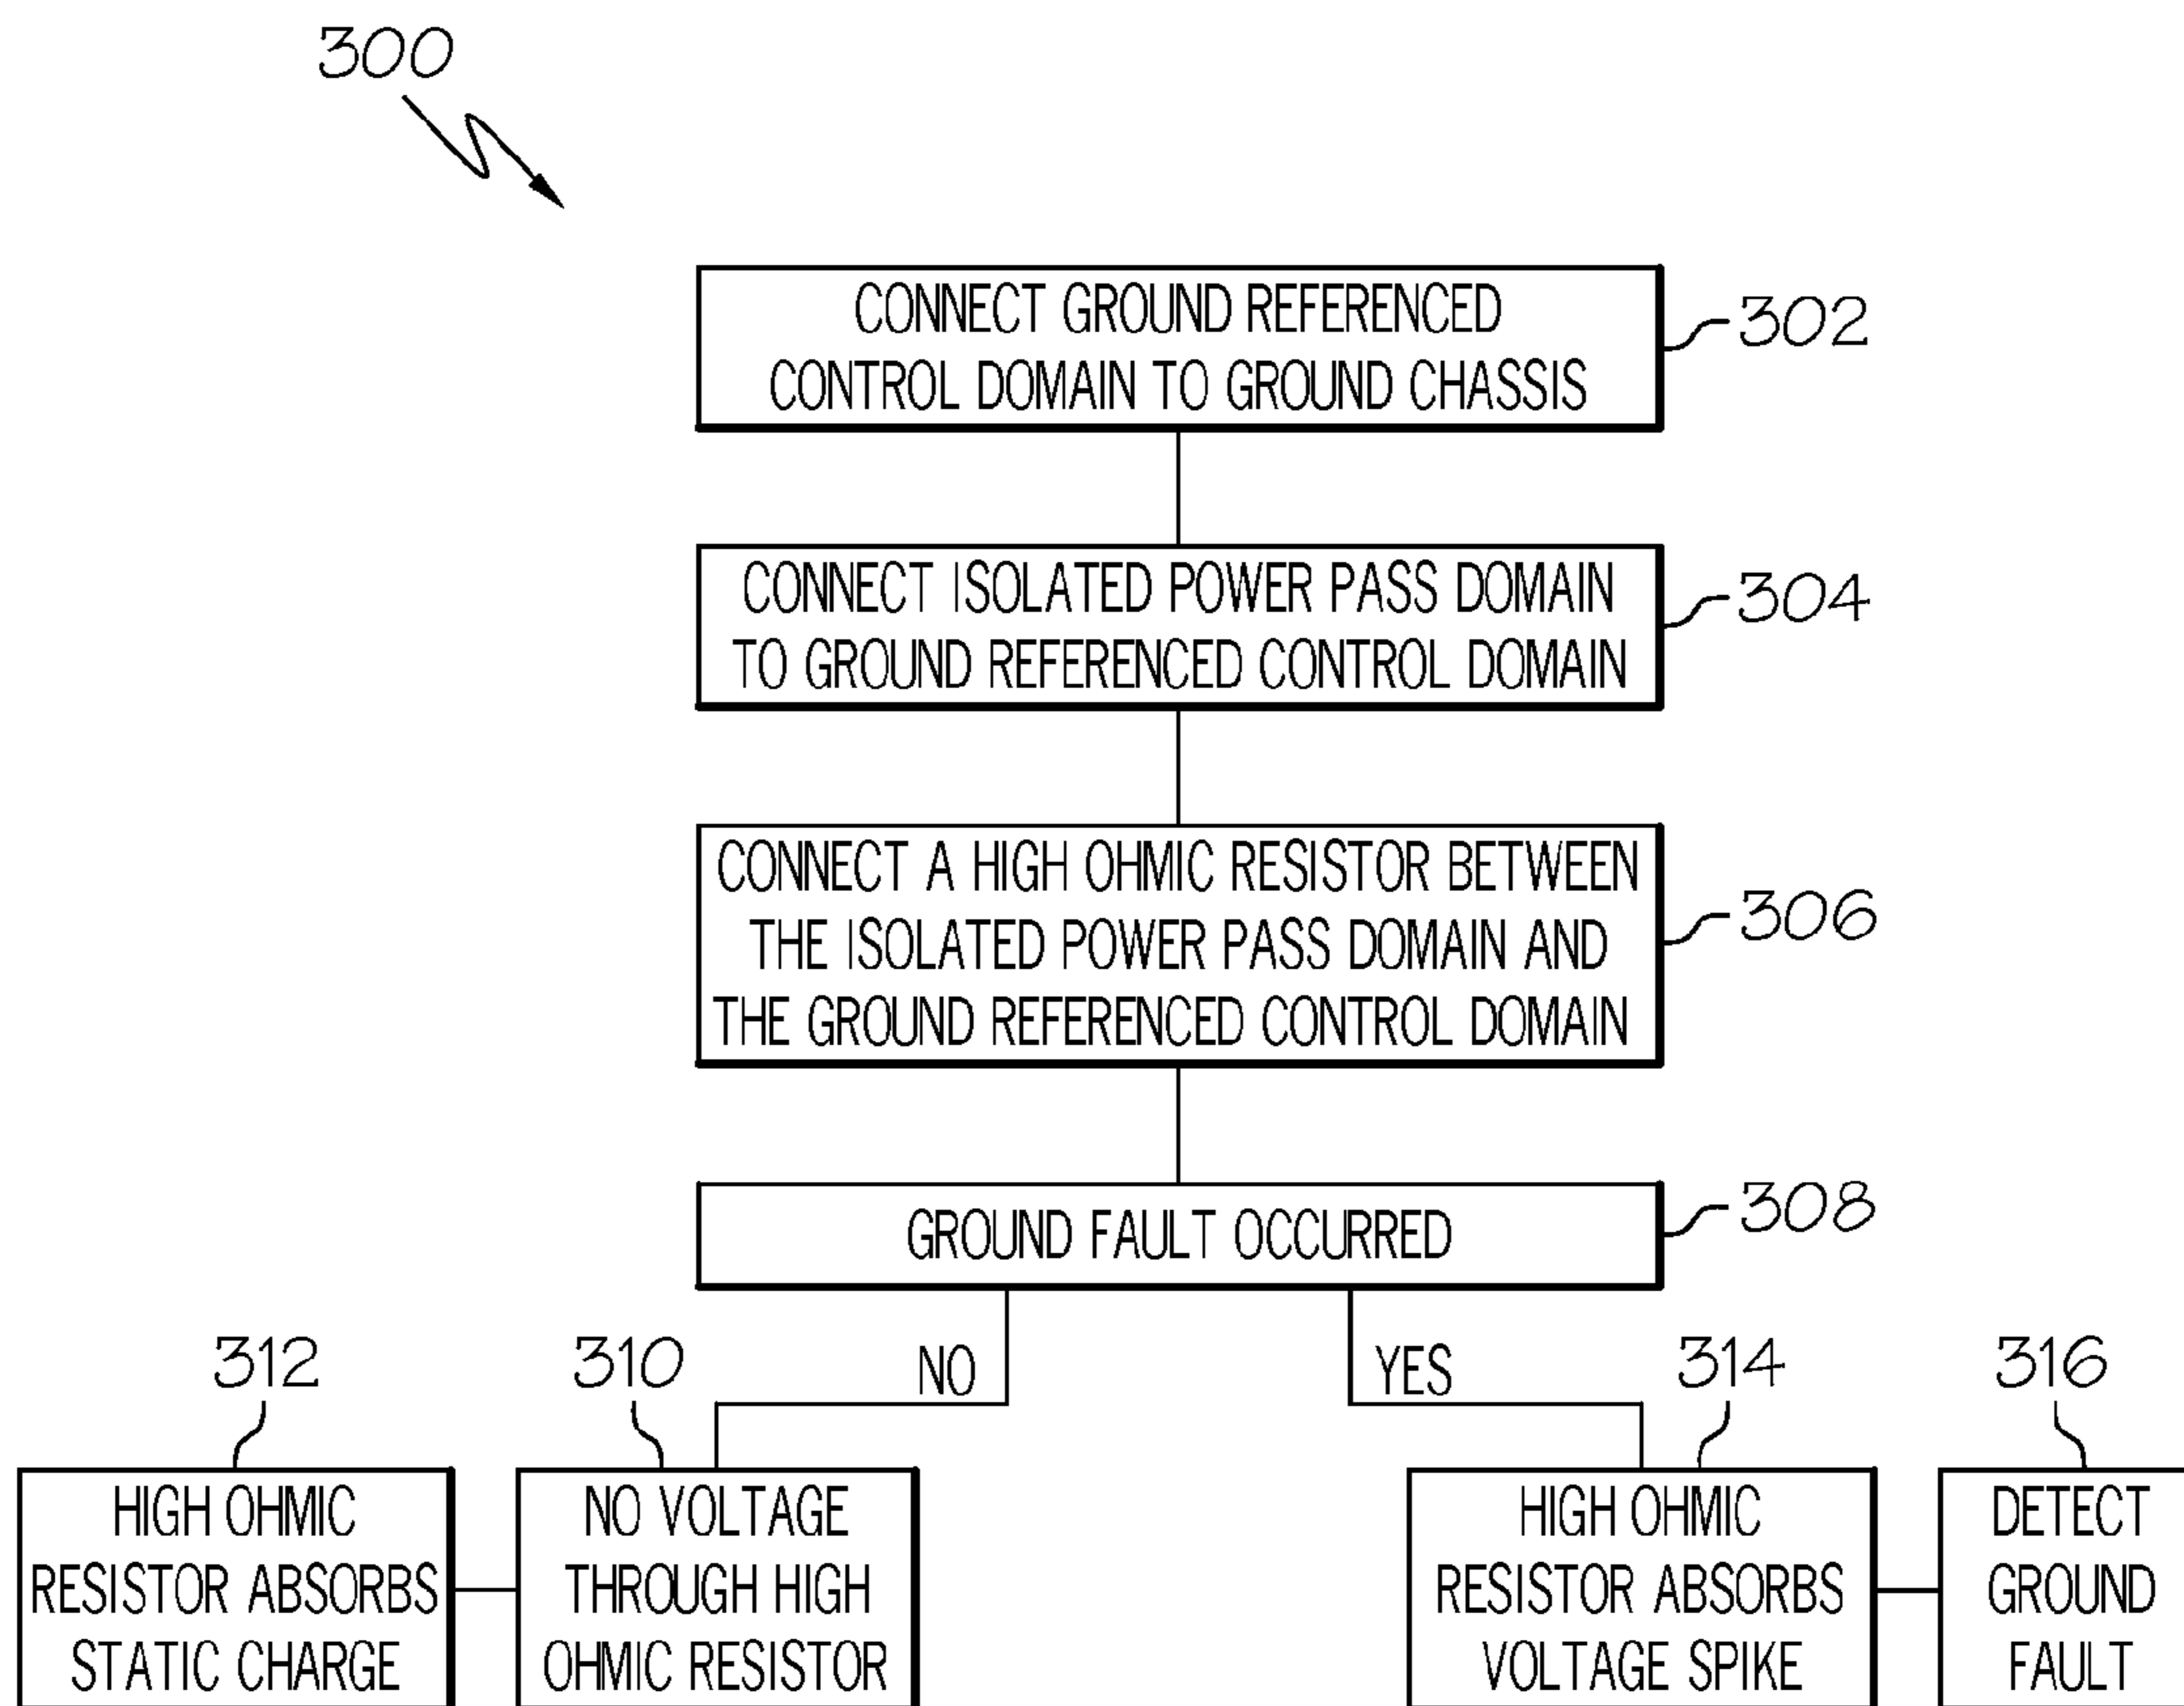 300
CONNECT GROUND REFERENCED
CONTROL DOMAIN TO GROUND CHASSIS
302
CONNECT ISOLATED POWER PASS DOMAIN
TO GROUND REFERENCED CONTROL DOMAIN
304
CONNECT A HIGH OHMIC RESISTOR BETWEEN
THE ISOLATED POWER PASS DOMAIN AND
THE GROUND REFERENCED CONTROL DOMAIN
306
GROUND FAULT OCCURRED
308
NO
YES
312
HIGH OHMIC
RESISTOR ABSORBS
STATIC CHARGE
310
NO VOLTAGE
THROUGH HIGH
OHMIC RESISTOR
314
HIGH OHMIC
RESISTOR ABSORBS
VOLTAGE SPIKE
316
DETECT
GROUND
FAULT